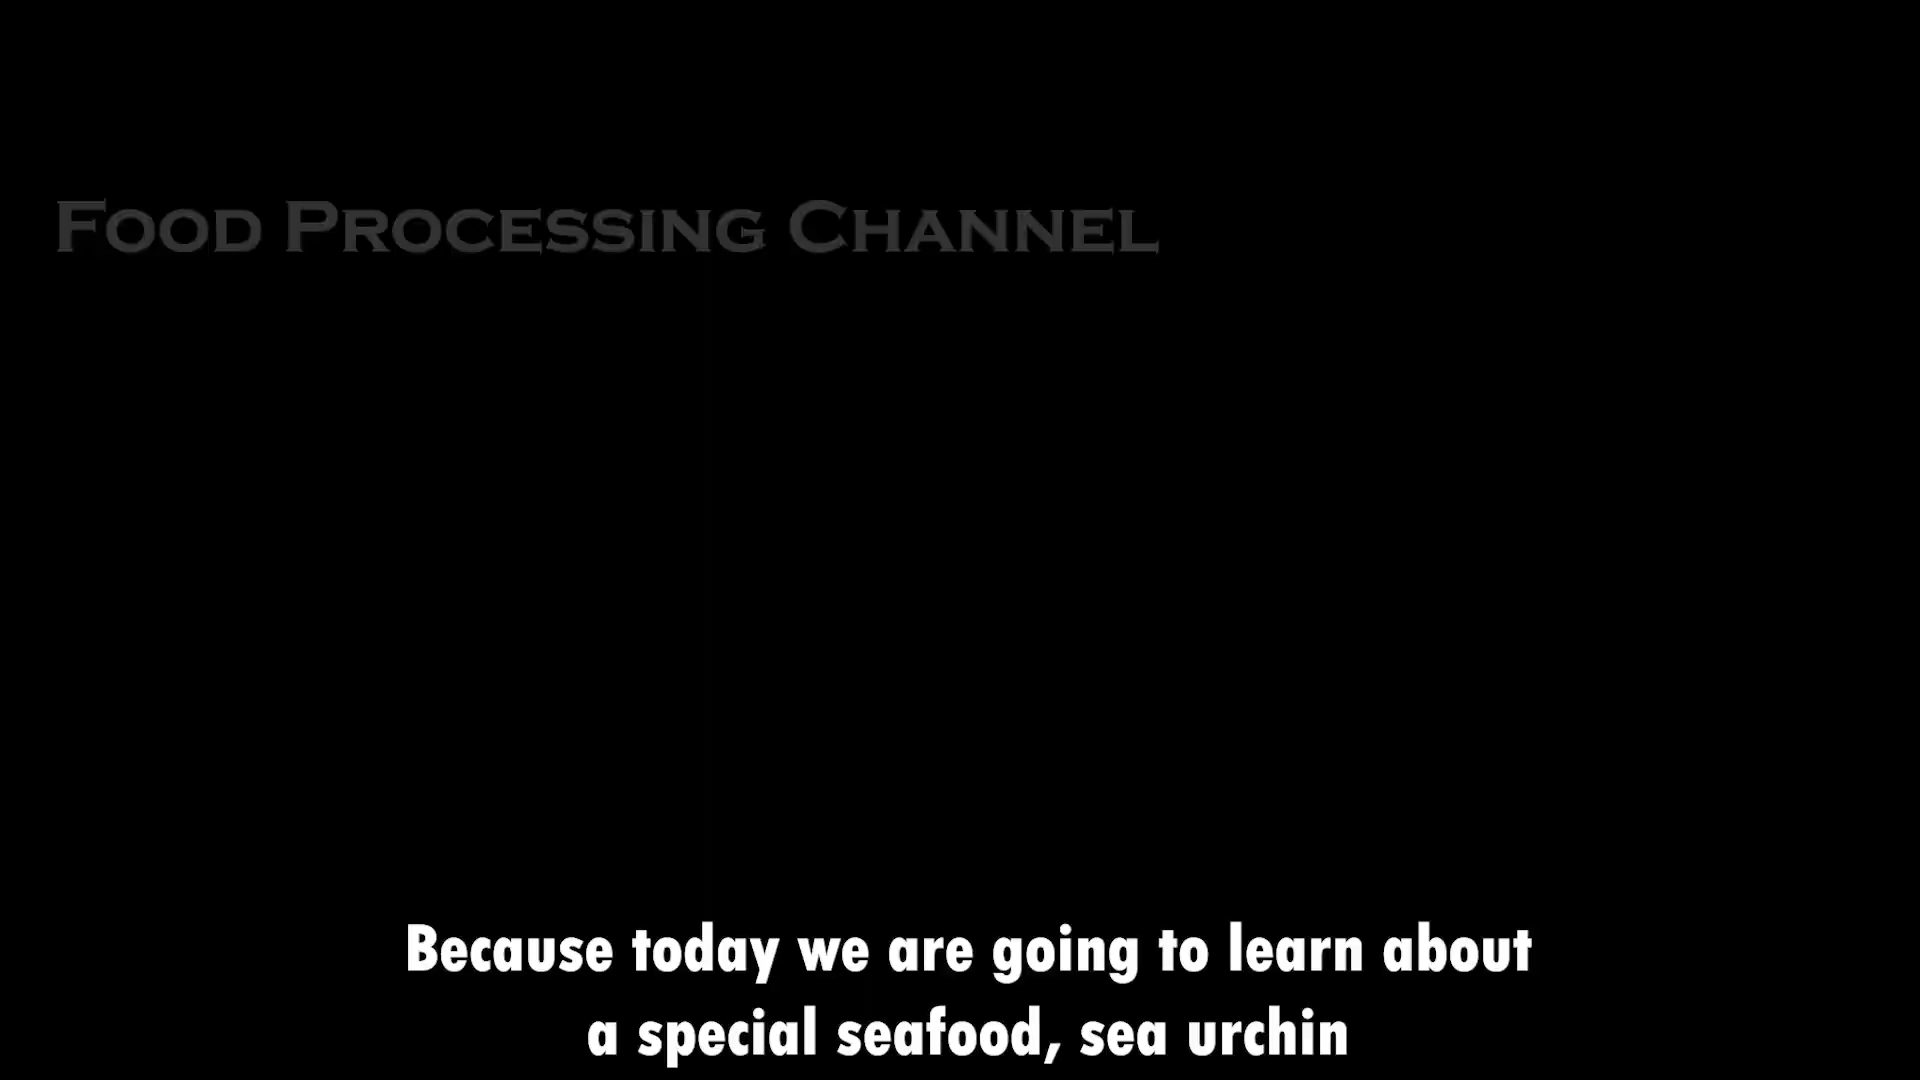 Food Processing Channel
Because today we are going to learn about
a special seafood, sea urchin